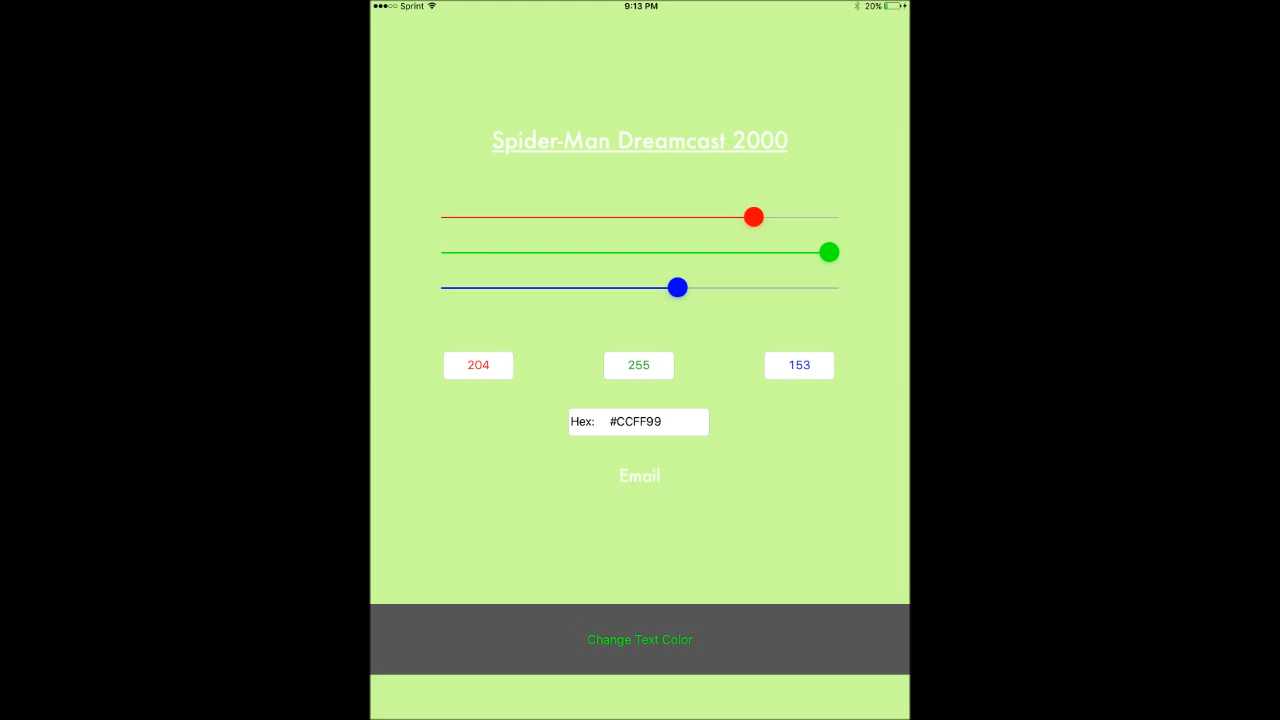 Sprint 9:13 PM 20%
Spider-Man Dreamcast 2000
204 255 153
Hex: #CCFF99
Email
Change Text Color